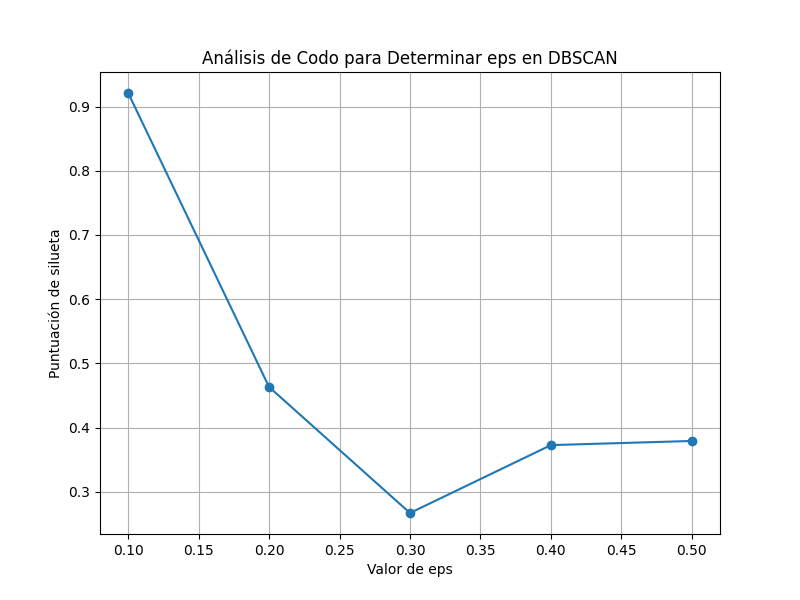 Análisis de Codo para Determinar eps en DBSCAN
Puntuación de silueta
0.9
0.8
0.7
0.6
0.5
0.4
0.3
0.10 0.15 0.20 0.25 0.30 0.35 0.40 0.45 0.50
Valor de eps